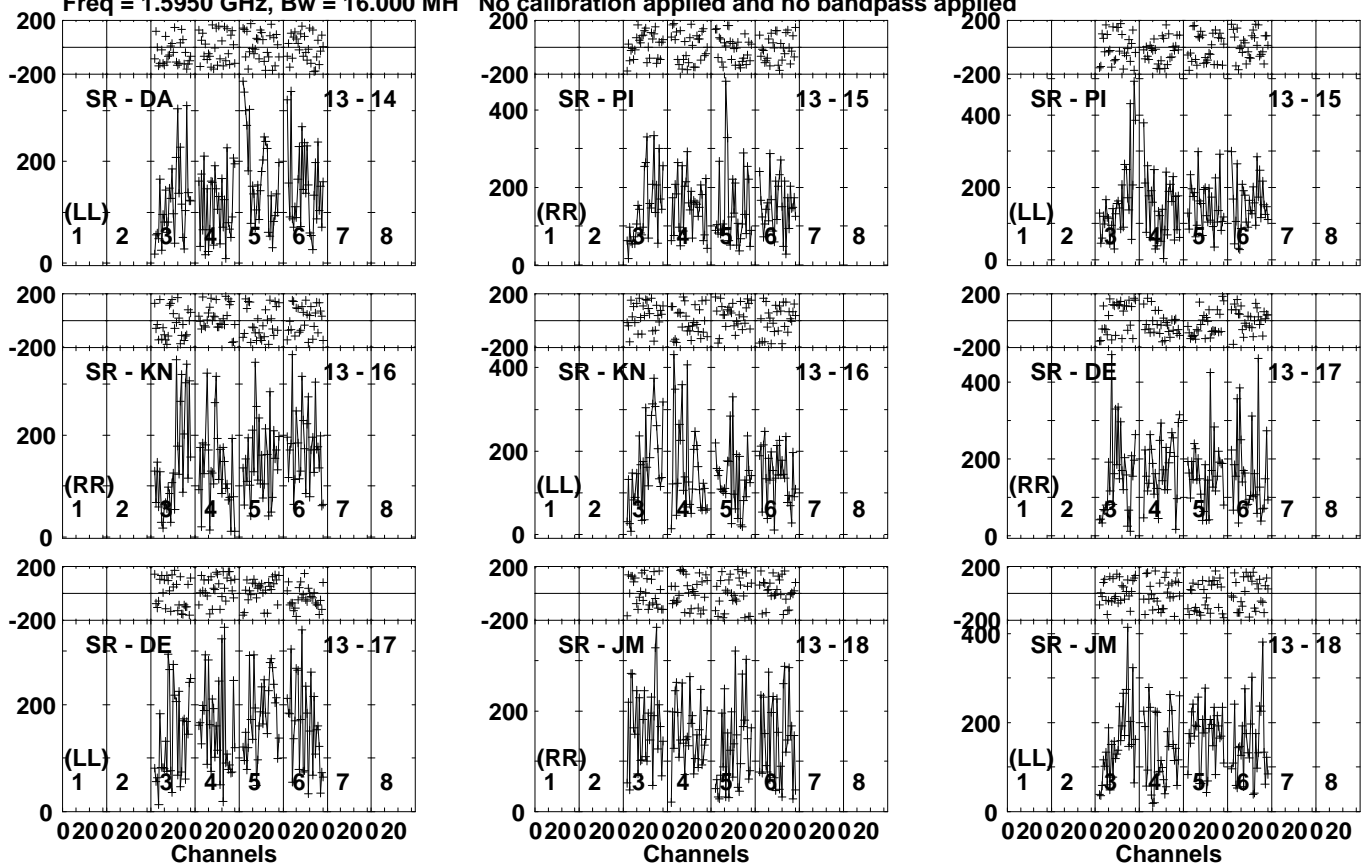 Freq = 1.5950 GHz, Bw = 16.000 MH No calibration applied and no bandpass applied
200 200 200
-200 -200 -200
SR - DA 13 - 14 SR - PI 13 - 15 SR - PI 13 - 15
400 400
200 200 200
(LL) (RR) (LL)
1 2 3 4 5 6 7 8 1 2 3 4 5 6 7 8 1 2 3 4 5 6 7 8
0 0 0
200 200 200
-200 -200 -200
SR - KN 13 - 16 SR - KN 13 - 16 SR - DE 13 - 17
400 400
200 200 200
(RR) (LL) (RR)
1 2 3 4 5 6 7 8 1 2 3 4 5 6 7 8 1 2 3 4 5 6 7 8
0 0 0
200 200 200
-200 -200 -200
SR - DE 13 - 17 SR - JM 13 - 18 SR - JM 13 - 18
400
200 200 200
(LL) (RR) (LL)
1 2 3 4 5 6 7 8 1 2 3 4 5 6 7 8 1 2 3 4 5 6 7 8
0 0 0
0 20 0 20 0 20 0 20 0 20 0 20 0 20 0 20 0 20 0 20 0 20 0 20 0 20 0 20 0 20 0 20 0 20 0 20 0 20 0 20 0 20 0 20 0 20 0 20
Channels Channels Channels